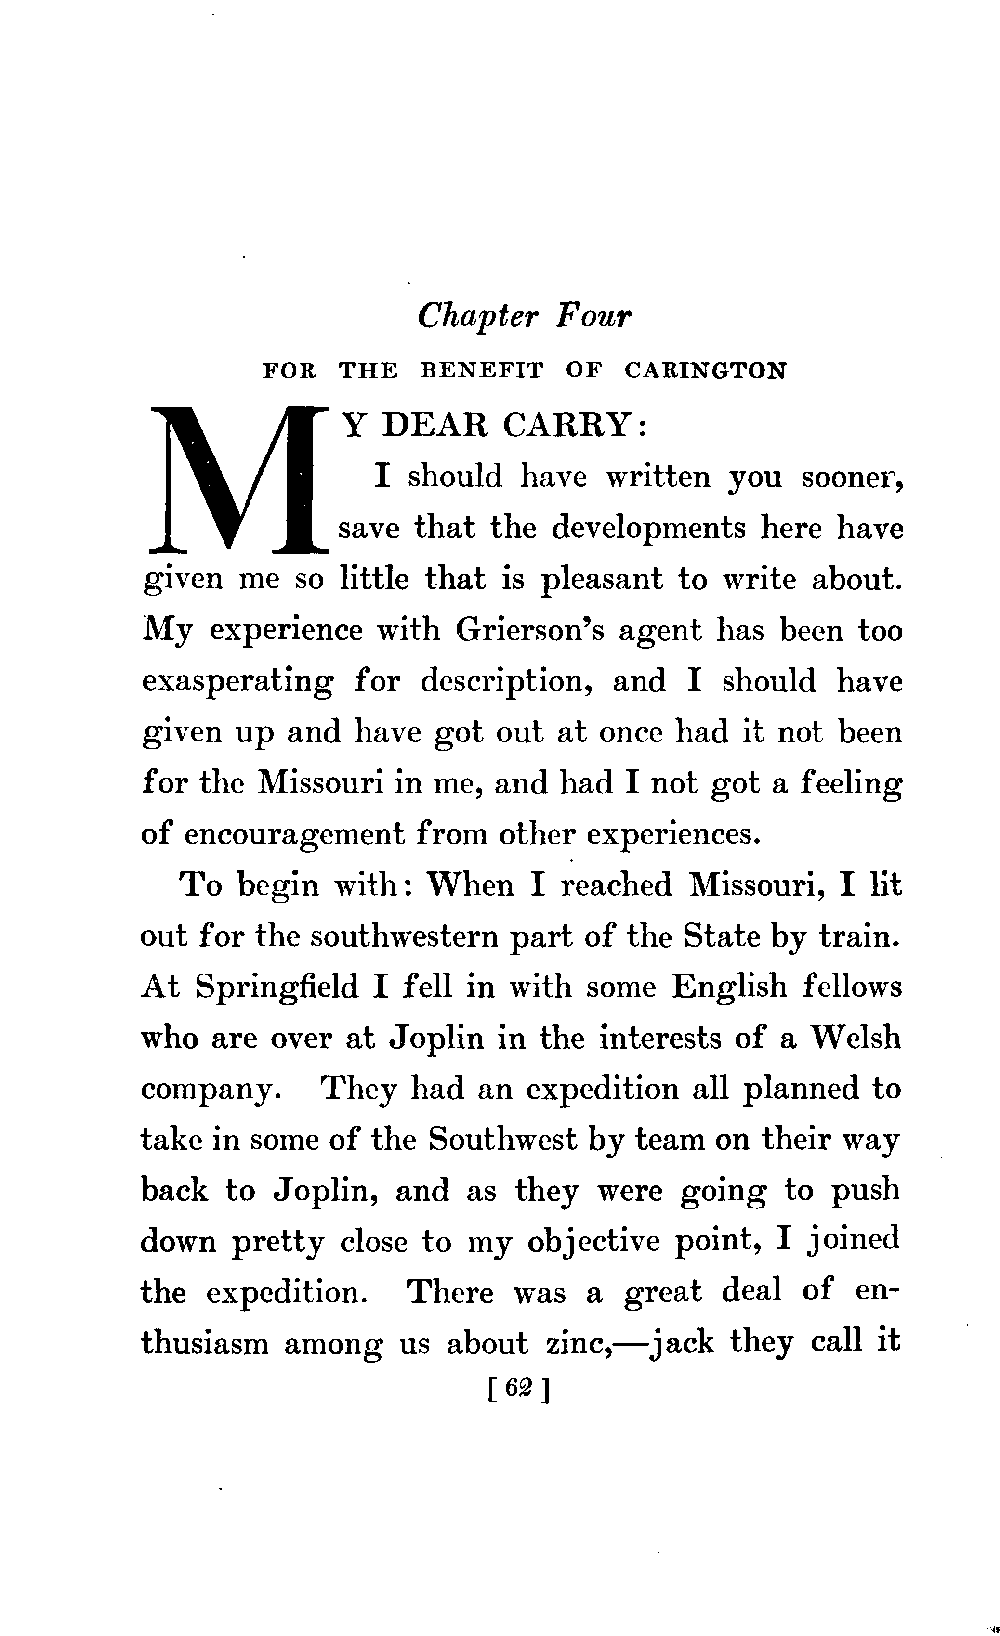 Chapter Four
FOR THE BENEFIT OF CARINGTON
MY DEAR CARRY:
I should have written you sooner,
save that the developments here have
given me so little that is pleasant to write about.
My experience with Grierson's agent has been too
exasperating for description, and I should have
given up and have got out at once had it not been
for the Missouri in me, and had I not got a feeling
of encouragement from other experiences.
To begin with: When I reached Missouri, I lit
out for the southwestern part of the State by train.
At Springfield I fell in with some English fellows
who are over at Joplin in the interests of a Welsh
company. They had an expedition all planned to
take in some of the Southwest by team on their way
back to Joplin, and as they were going to push
down pretty close to my objective point, I joined
the expedition. There was a great deal of en-
thusiasm among us about zinc,—jack they call it
[62]